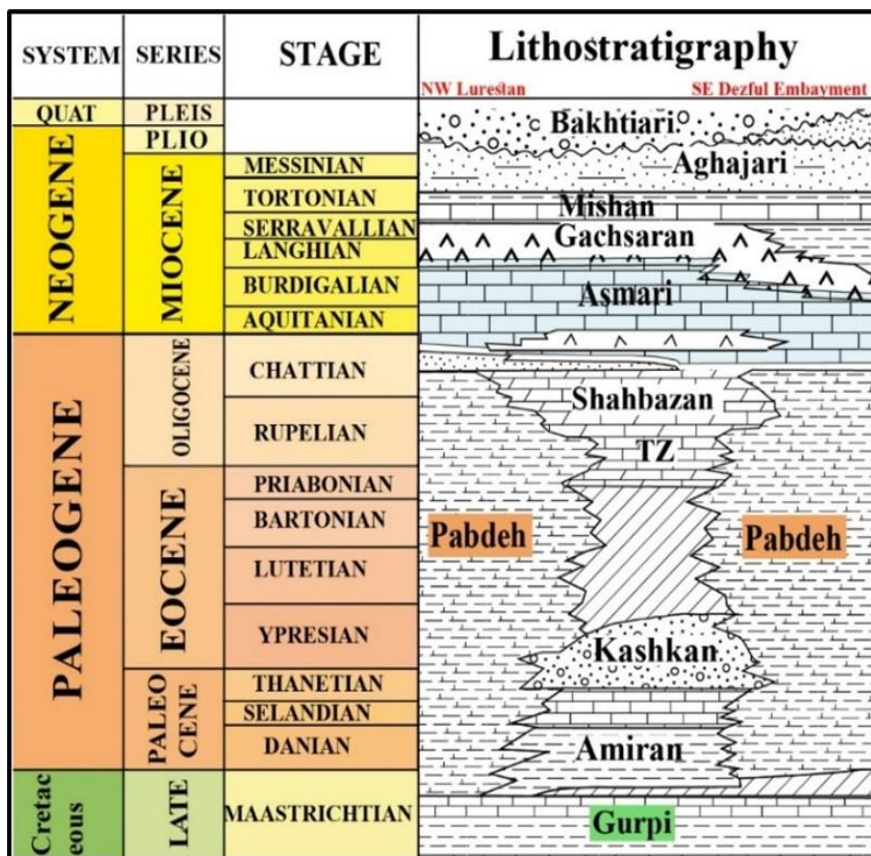 SYSTEM SERIES STAGE Lithostratigraphy
NW Lurestan SE Dezful Embayment
QUAT PLEIS Bakhtiari
PLIO
NEOGENE
MIOCENE
MESSINIAN Aghajari
TORTONIAN Mishan
SERRAVALLIAN Gachsaran
LANGHIAN
BURDIGALIAN Asmari
AQUITANIAN
PALEOGENE
OLIGOCENE
CHATTIAN Shahbazan
RUPELIAN TZ
EOCENE
PRIABONIAN
BARTONIAN Pabdeh Pabdeh
LUTETIAN
YPRESIAN Kashkan
PALEO
CENE
THANETIAN
SELANDIAN
DANIAN Amiran
Cretac
eous
LATE
MAASTRICHTIAN Gurpi